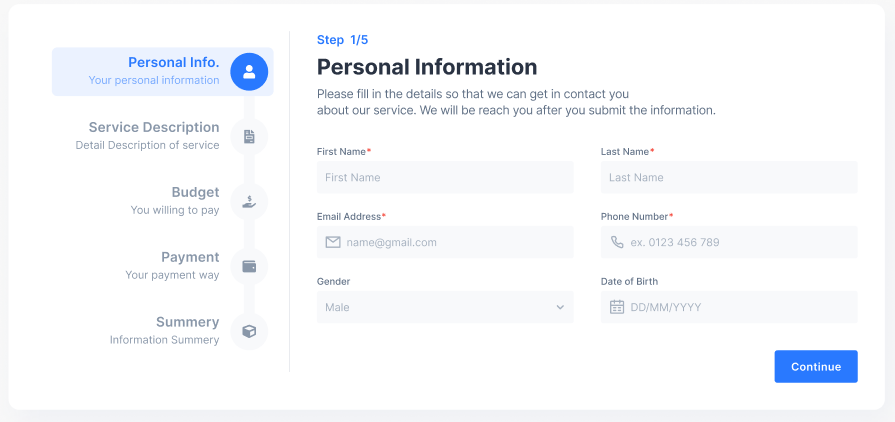 Personal Info.
Your personal information
Service Description
Detail Description of service
Budget
You willing to pay
Payment
Your payment way
Summery
Information Summery
Step 1/5
Personal Information
Please fill in the details so that we can get in contact you
about our service. We will be reach you after you submit the information.
First Name*
First Name
Last Name*
Last Name
Email Address*
name@gmail.com
Phone Number*
ex. 0123 456 789
Gender
Male
Date of Birth
DD/MM/YYYY
Continue